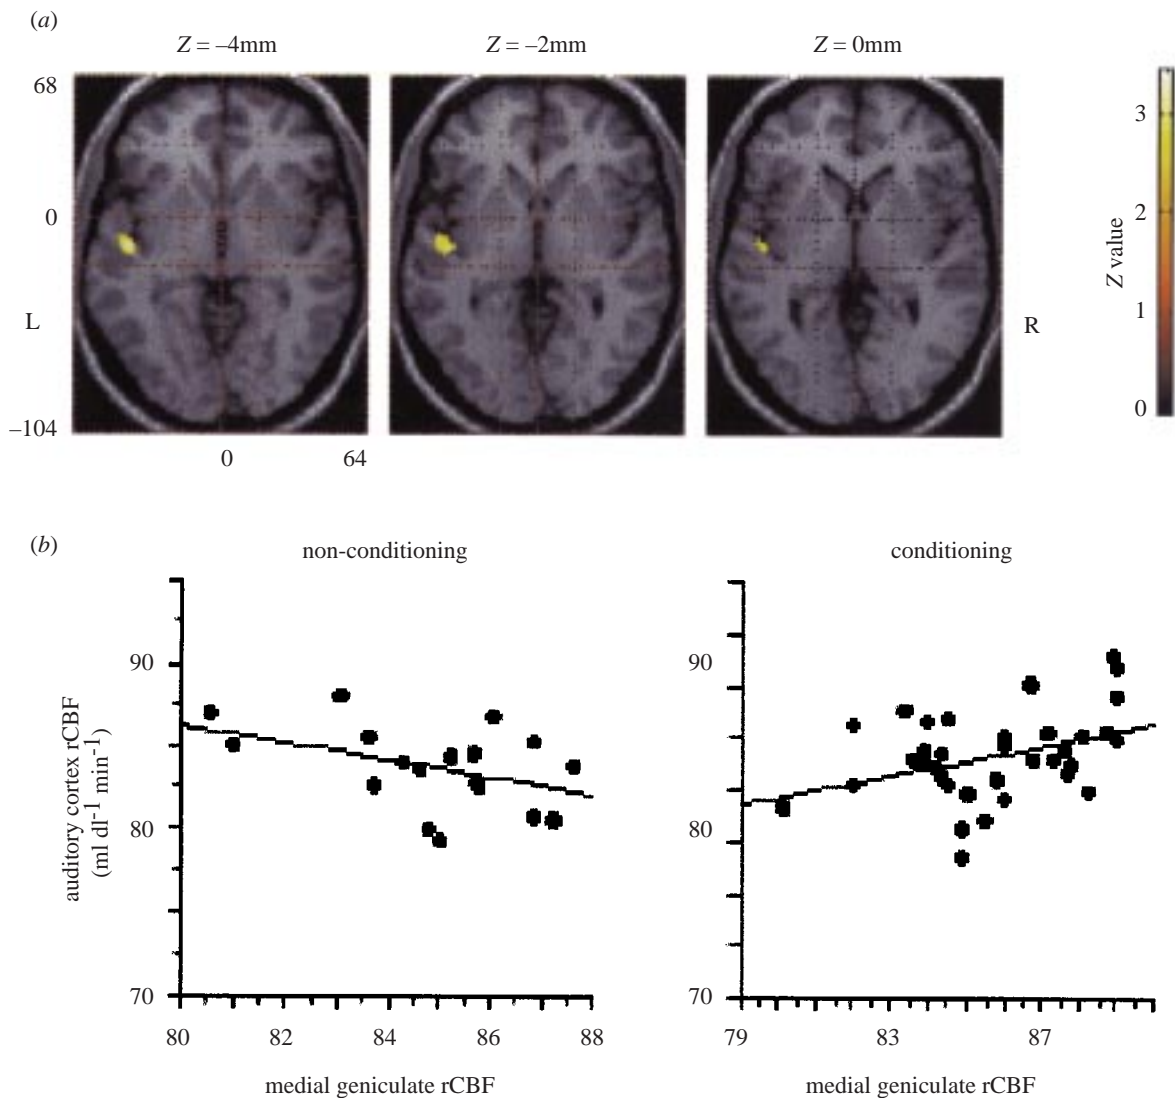 (a)
Z = –4mm Z = –2mm Z = 0mm
68
0
–104
L
R
0 64
3
2
1
0
Z value
(b)
non-conditioning conditioning
auditory cortex rCBF
(ml dl⁻¹ min⁻¹)
90
80
70
80 82 84 86 88
medial geniculate rCBF
90
80
70
79 83 87
medial geniculate rCBF